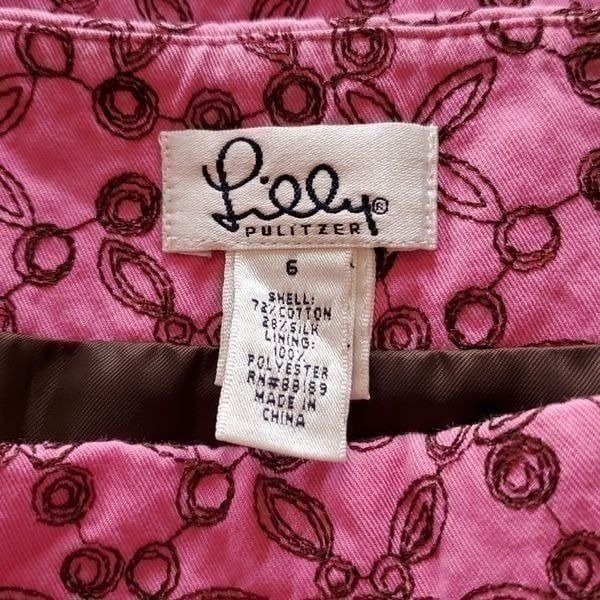 Lilly®
PULITZER
6
SHELL:
72%COTTON
28%SILK
LINING:
100%
POLYESTER
RN#88189
MADE IN
CHINA